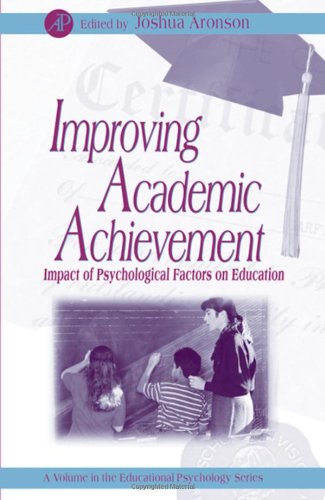 AP
Edited by Joshua Aronson
Improving
Academic
Achievement
Impact of Psychological Factors on Education
A Volume in the Educational Psychology Series